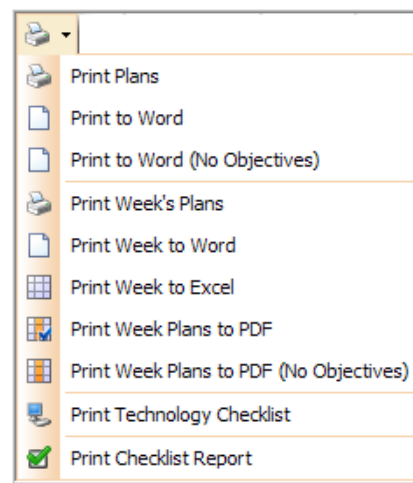 Print Plans
Print to Word
Print to Word (No Objectives)
Print Week's Plans
Print Week to Word
Print Week to Excel
Print Week Plans to PDF
Print Week Plans to PDF (No Objectives)
Print Technology Checklist
Print Checklist Report